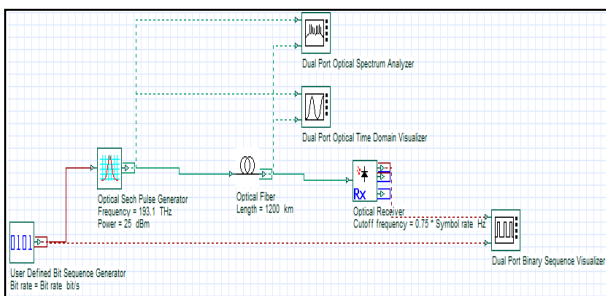 Dual Port Optical Spectrum Analyzer
Dual Port Optical Time Domain Visualizer
Optical Sech Pulse Generator
Frequency = 193.1 THz
Power = 25 dBm
Optical Fiber
Length = 1200 km
Rx
Optical Receiver
Cutoff frequency = 0.75 * Symbol rate Hz
0101
User Defined Bit Sequence Generator
Bit rate = Bit rate bit/s
Dual Port Binary Sequence Visualizer